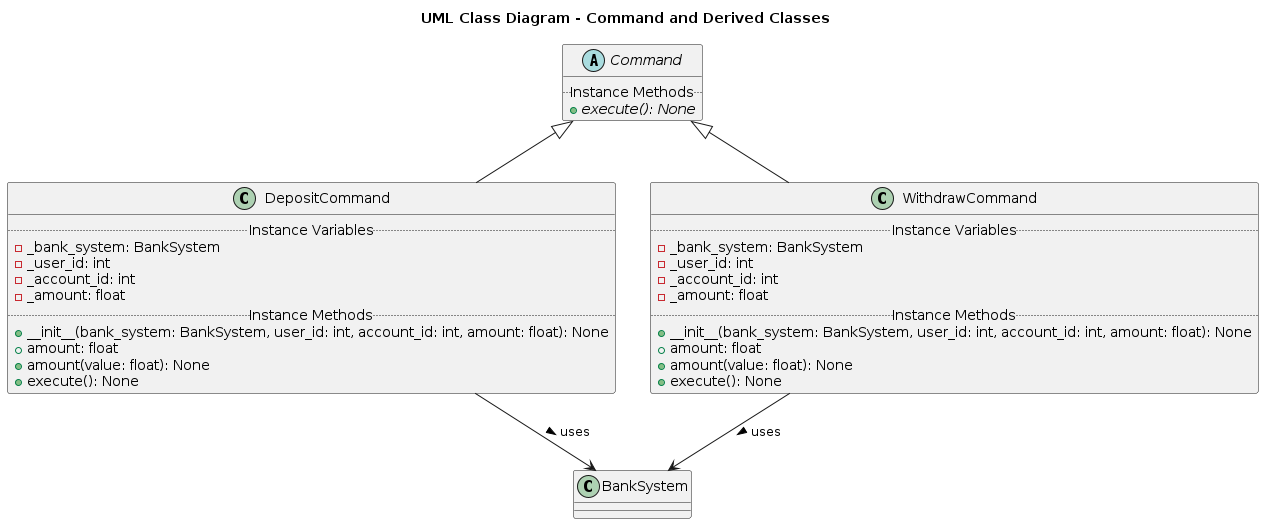 UML Class Diagram - Command and Derived Classes
A Command
Instance Methods
execute(): None
C DepositCommand
Instance Variables
_bank_system: BankSystem
_user_id: int
_account_id: int
_amount: float
Instance Methods
__init__(bank_system: BankSystem, user_id: int, account_id: int, amount: float): None
amount: float
amount(value: float): None
execute(): None
C WithdrawCommand
Instance Variables
_bank_system: BankSystem
_user_id: int
_account_id: int
_amount: float
Instance Methods
__init__(bank_system: BankSystem, user_id: int, account_id: int, amount: float): None
amount: float
amount(value: float): None
execute(): None
uses
uses
C BankSystem